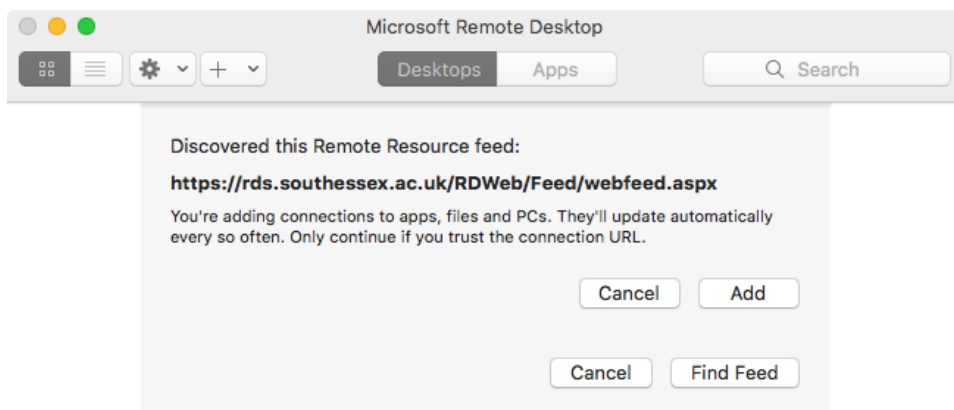 Microsoft Remote Desktop
Desktops Apps Search
Discovered this Remote Resource feed:
https://rds.southessex.ac.uk/RDWeb/Feed/webfeed.aspx
You're adding connections to apps, files and PCs. They'll update automatically
every so often. Only continue if you trust the connection URL.
Cancel Add
Cancel Find Feed